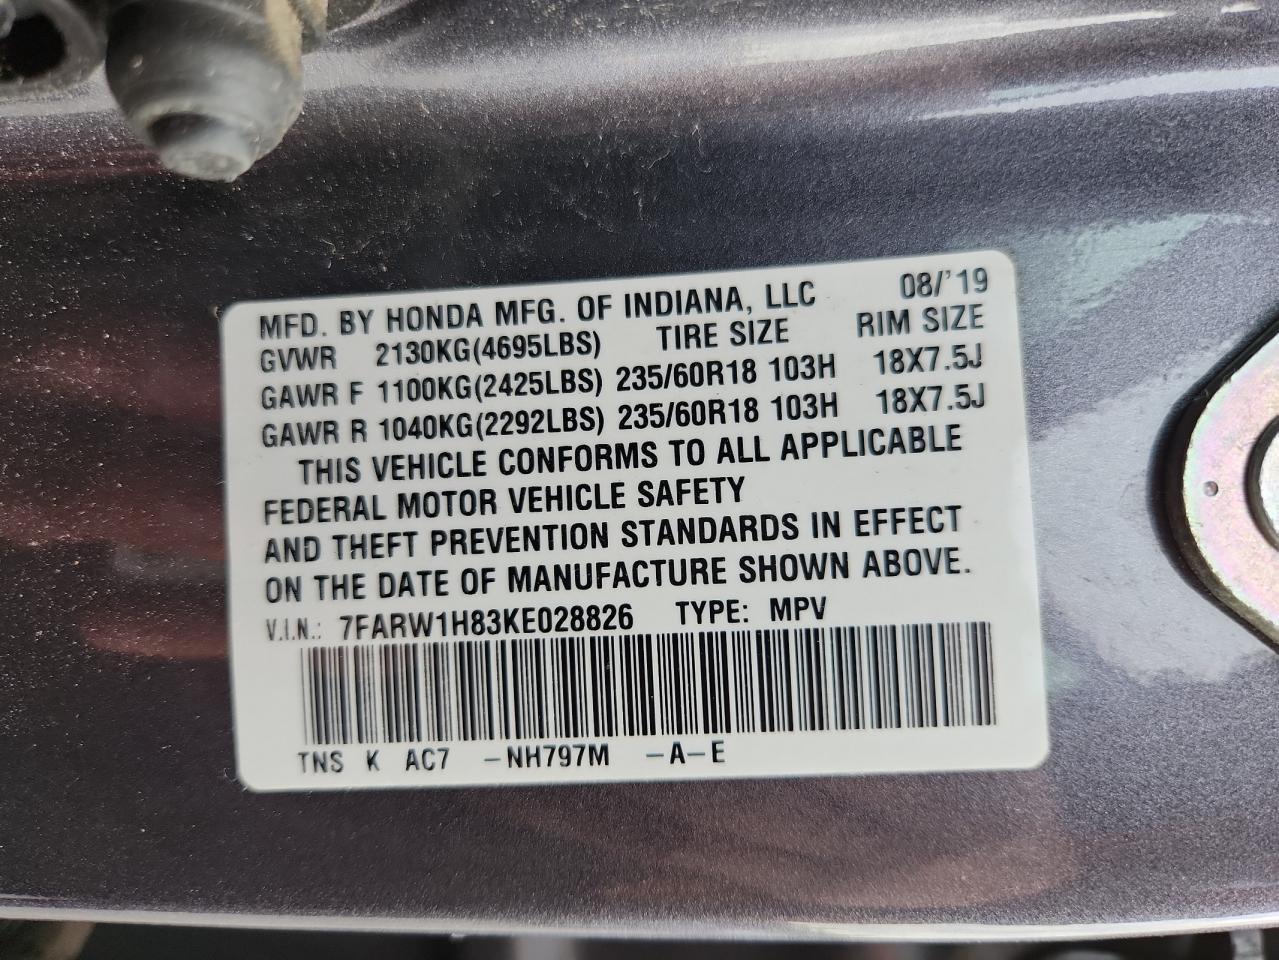 MFD. BY HONDA MFG. OF INDIANA, LLC 08/'19
GVWR 2130KG(4695LBS) TIRE SIZE RIM SIZE
GAWR F 1100KG(2425LBS) 235/60R18 103H 18X7.5J
GAWR R 1040KG(2292LBS) 235/60R18 103H 18X7.5J
THIS VEHICLE CONFORMS TO ALL APPLICABLE
FEDERAL MOTOR VEHICLE SAFETY
AND THEFT PREVENTION STANDARDS IN EFFECT
ON THE DATE OF MANUFACTURE SHOWN ABOVE.
V.I.N.: 7FARW1H83KE028826 TYPE: MPV
TNS K AC7 -NH797M -A-E